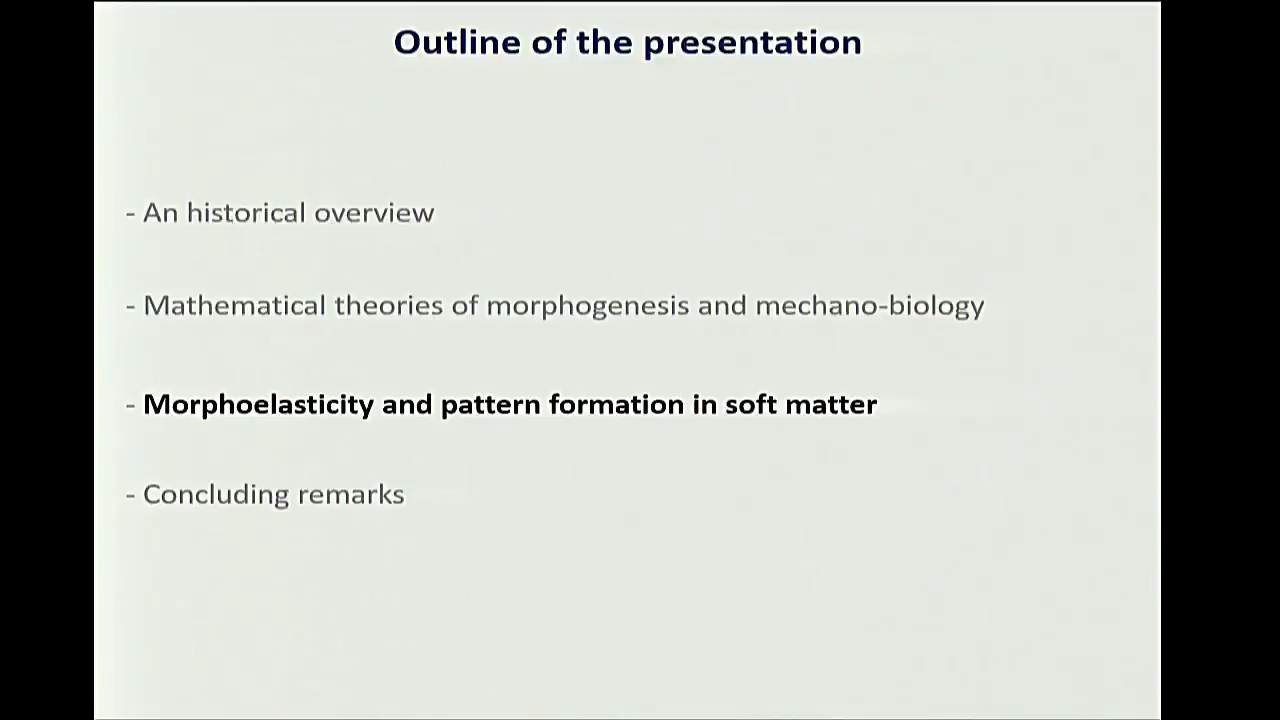 Outline of the presentation
- An historical overview
- Mathematical theories of morphogenesis and mechano-biology
- Morphoelasticity and pattern formation in soft matter
- Concluding remarks